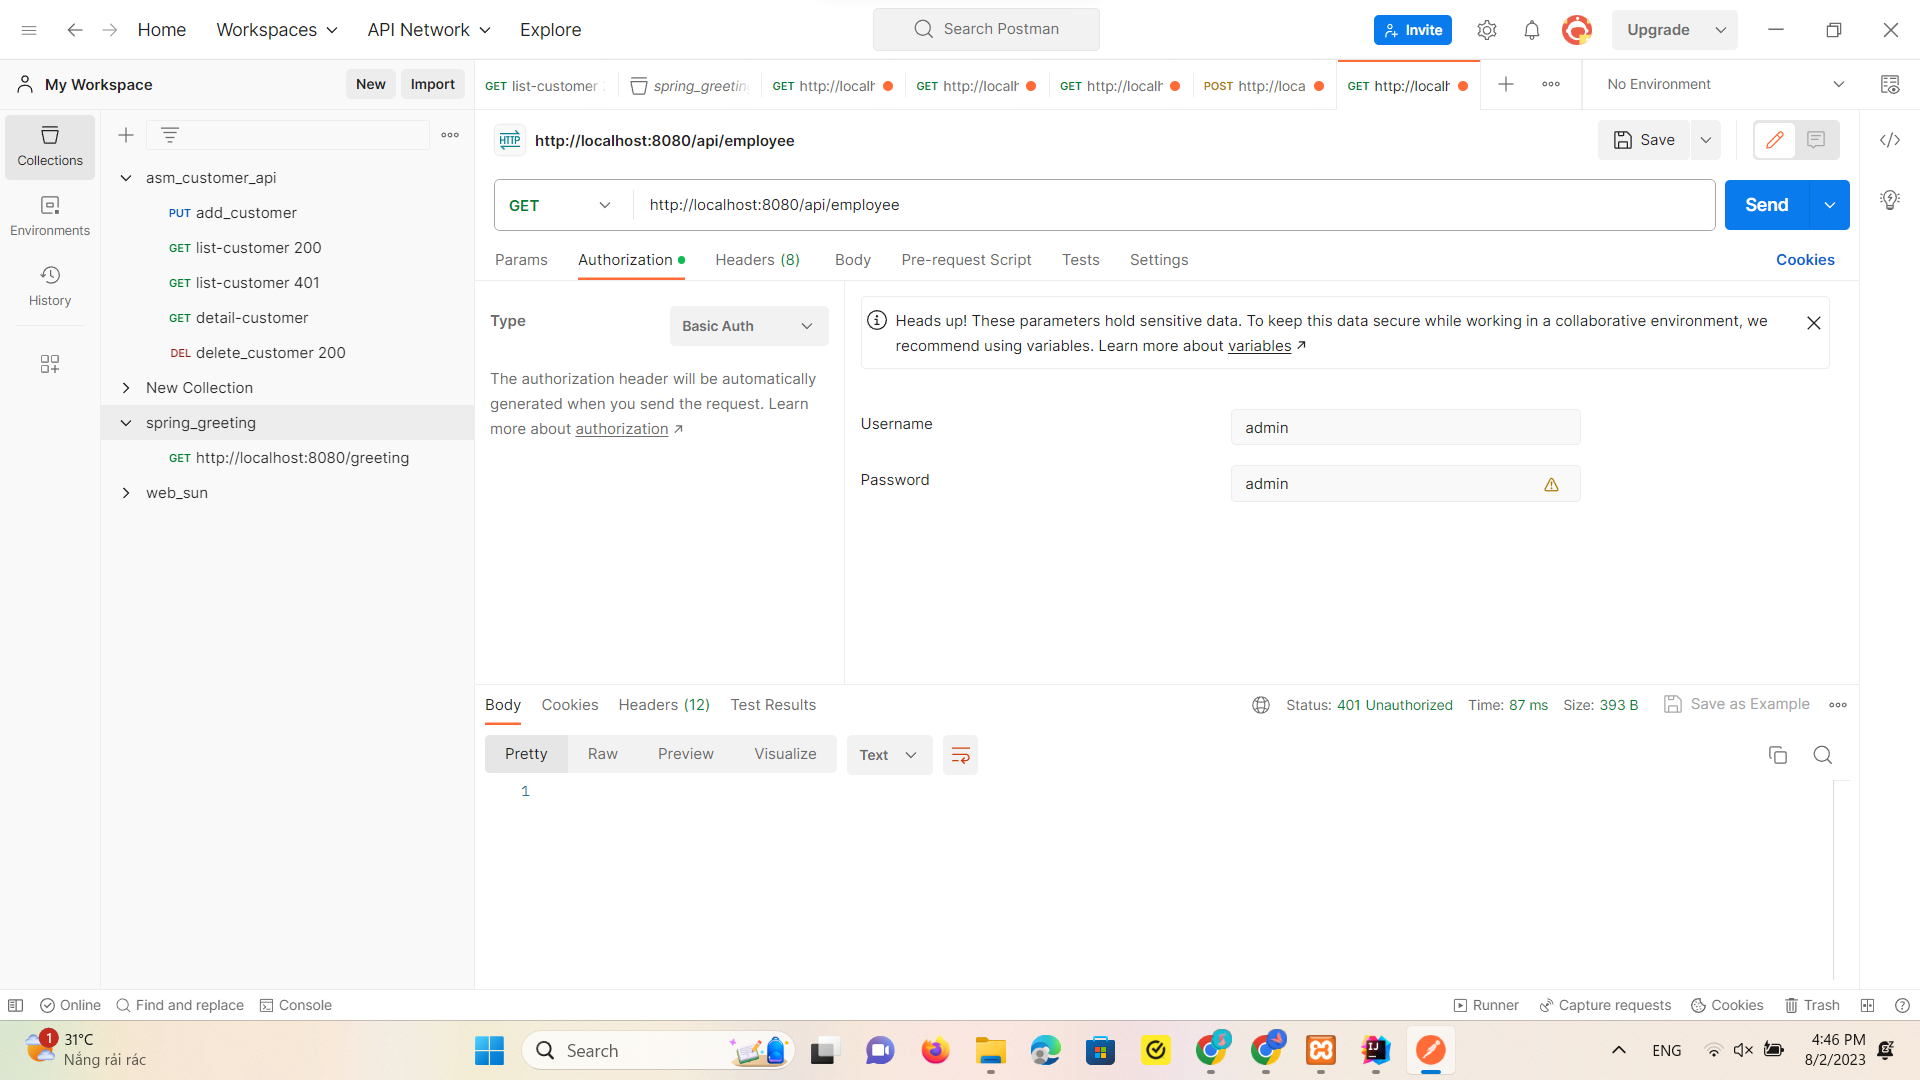 Home
Workspaces
API Network
Explore
Search Postman
Invite
Upgrade
My Workspace
New
Import
GET list-customer
spring_greetin
GET http://localh
GET http://localh
GET http://localh
POST http://loca
GET http://localh
No Environment
Collections
Environments
History
asm_customer_api
PUT add_customer
GET list-customer 200
GET list-customer 401
GET detail-customer
DEL delete_customer 200
New Collection
spring_greeting
GET http://localhost:8080/greeting
web_sun
HTTP http://localhost:8080/api/employee
Save
GET
http://localhost:8080/api/employee
Send
Params
Authorization
Headers (8)
Body
Pre-request Script
Tests
Settings
Cookies
Type
Basic Auth
The authorization header will be automatically
generated when you send the request. Learn
more about authorization
Heads up! These parameters hold sensitive data. To keep this data secure while working in a collaborative environment, we
recommend using variables. Learn more about variables
Username
admin
Password
admin
Body
Cookies
Headers (12)
Test Results
Status: 401 Unauthorized
Time: 87 ms
Size: 393 B
Save as Example
Pretty
Raw
Preview
Visualize
Text
1
Online
Find and replace
Console
Runner
Capture requests
Cookies
Trash
1
31°C
Nắng rải rác
Search
ENG
4:46 PM
8/2/2023